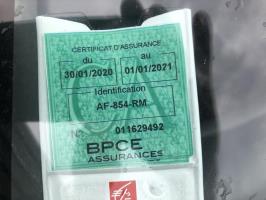 CERTIFICAT D'ASSURANCE
du au
30/01/2020 01/01/2021
Identification
AF-854-RM
N° 011629492
BPCE
ASSURANCES